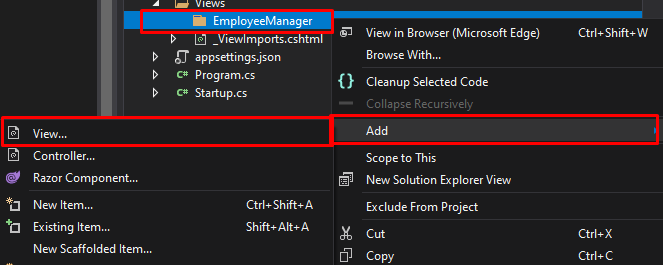 Views
EmployeeManager
_ViewImports.cshtml
appsettings.json
C# Program.cs
C# Startup.cs
View...
Controller...
Razor Component...
New Item... Ctrl+Shift+A
Existing Item... Shift+Alt+A
New Scaffolded Item...
View in Browser (Microsoft Edge) Ctrl+Shift+W
Browse With...
Cleanup Selected Code
Collapse Recursively
Add
Scope to This
New Solution Explorer View
Exclude From Project
Cut Ctrl+X
Copy Ctrl+C